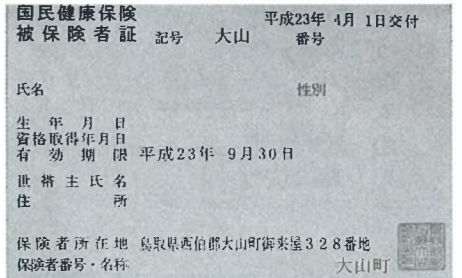 国民健康保険 平成23年 4月 1日交付
被保険者証 記号 大山 番号
氏名 性別
生年月日
資格取得年月日
有効期限 平成23年 9月30日
世帯主氏名
住所
保険者所在地 鳥取県西伯郡大山町御来屋328番地
保険者番号・名称 大山町